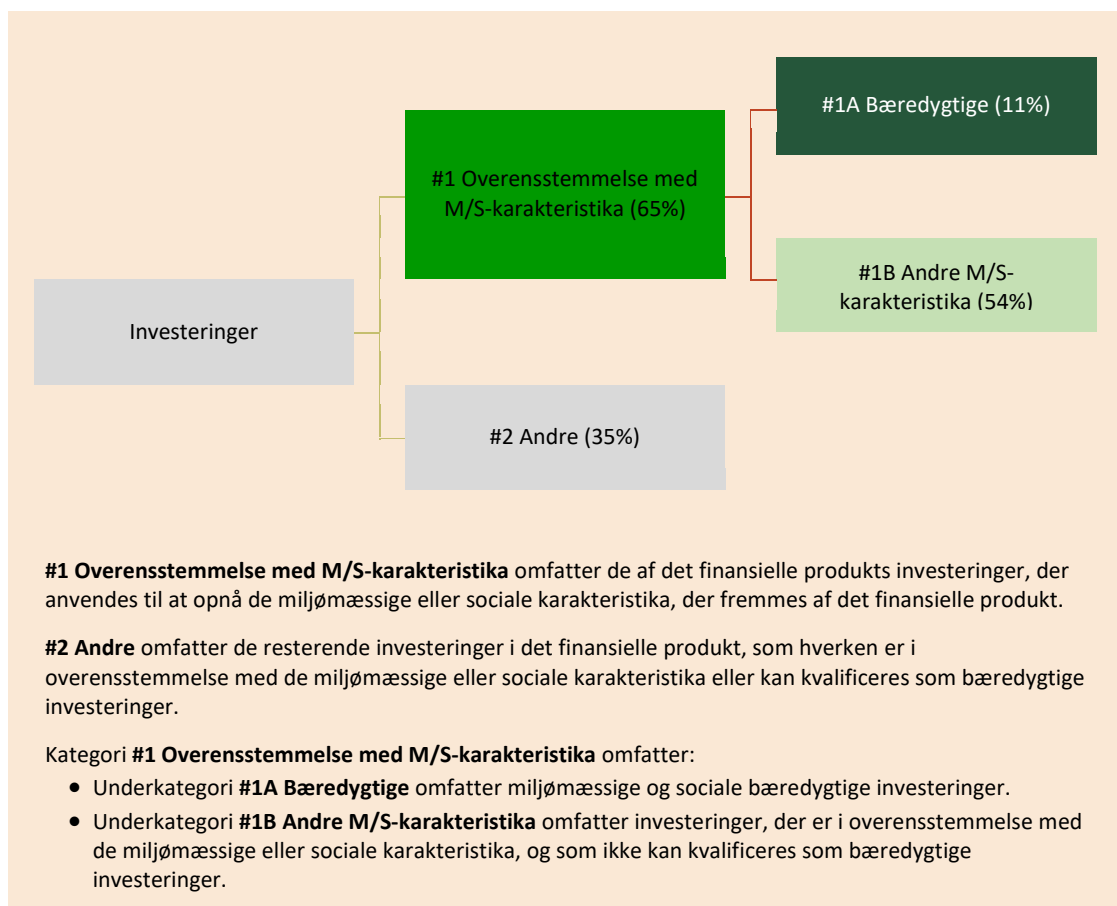 #1A Bæredygtige (11%)
#1 Overensstemmelse med
M/S-karakteristika (65%)
#1B Andre M/S-
karakteristika (54%)
Investeringer
#2 Andre (35%)
#1 Overensstemmelse med M/S-karakteristika omfatter de af det finansielle produkts investeringer, der
anvendes til at opnå de miljømæssige eller sociale karakteristika, der fremmes af det finansielle produkt.
#2 Andre omfatter de resterende investeringer i det finansielle produkt, som hverken er i
overensstemmelse med de miljømæssige eller sociale karakteristika eller kan kvalificeres som bæredygtige
investeringer.
Kategori #1 Overensstemmelse med M/S-karakteristika omfatter:
• Underkategori #1A Bæredygtige omfatter miljømæssige og sociale bæredygtige investeringer.
• Underkategori #1B Andre M/S-karakteristika omfatter investeringer, der er i overensstemmelse med
de miljømæssige eller sociale karakteristika, og som ikke kan kvalificeres som bæredygtige
investeringer.